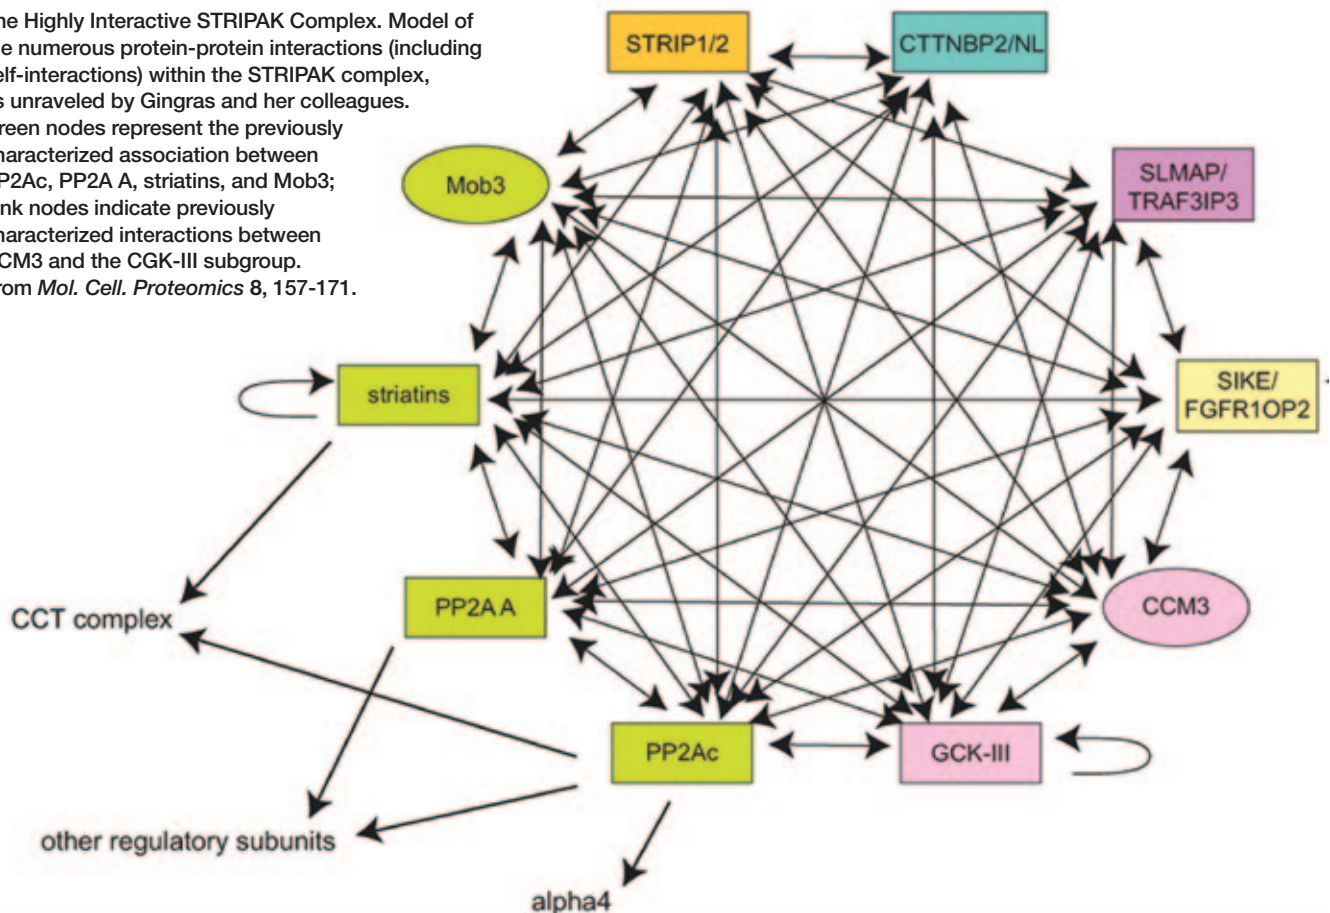 he Highly Interactive STRIPAK Complex. Model of
e numerous protein-protein interactions (including
elf-interactions) within the STRIPAK complex,
s unraveled by Gingras and her colleagues.
reen nodes represent the previously
haracterized association between
P2Ac, PP2A A, striatins, and Mob3;
nk nodes indicate previously
haracterized interactions between
CM3 and the CGK-III subgroup.
rom Mol. Cell. Proteomics 8, 157-171.
STRIP1/2
CTTNBP2/NL
Mob3
SLMAP/
TRAF3IP3
striatins
SIKE/
FGFR1OP2
PP2A A
CCM3
CCT complex
PP2Ac
GCK-III
other regulatory subunits
alpha4